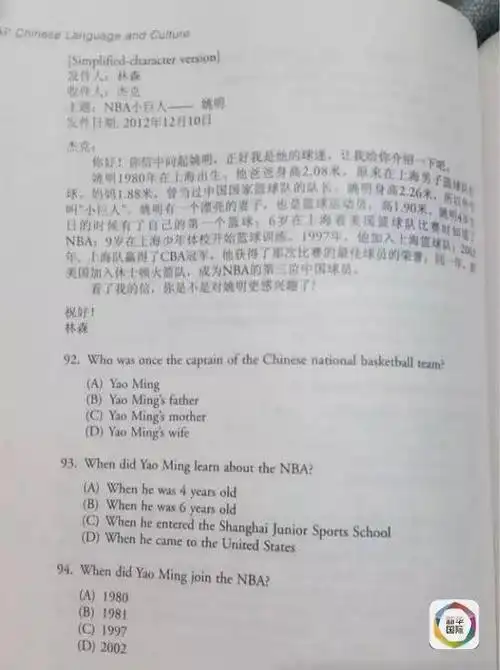 AP Chinese Language and Culture
[Simplified-character version]
发件人：林森
收件人：杰克
主题：NBA小巨人—— 姚明
发件日期: 2012年12月10日
杰克：
你好！你信中问起姚明，正好我是他的球迷，让我给你介绍一下吧。
姚明1980年在上海出生，他爸爸身高2.08米，原来在上海男子篮球队
球，妈妈1.88米，曾当过中国国家篮球队的队长。姚明身高2.26米，所以
叫"小巨人"。姚明有一个漂亮的妻子，也是篮球运动员，高1.90米。姚明4岁
日的时候有了自己的第一个篮球；6岁在上海看美国篮球队比赛时知道了
NBA；9岁在上海少年体校开始篮球训练。1997年，他加入上海篮球队；2002
年，上海队赢得了CBA冠军，他获得了那次比赛的最佳球员的荣誉；同一年，
美国加入休士顿火箭队，成为NBA的第三位中国球员。
看了我的信，你是不是对姚明更感兴趣了？
祝好！
林森
92. Who was once the captain of the Chinese national basketball team?
(A) Yao Ming
(B) Yao Ming's father
(C) Yao Ming's mother
(D) Yao Ming's wife
93. When did Yao Ming learn about the NBA?
(A) When he was 4 years old
(B) When he was 6 years old
(C) When he entered the Shanghai Junior Sports School
(D) When he came to the United States
94. When did Yao Ming join the NBA?
(A) 1980
(B) 1981
(C) 1997
(D) 2002
新华
国际